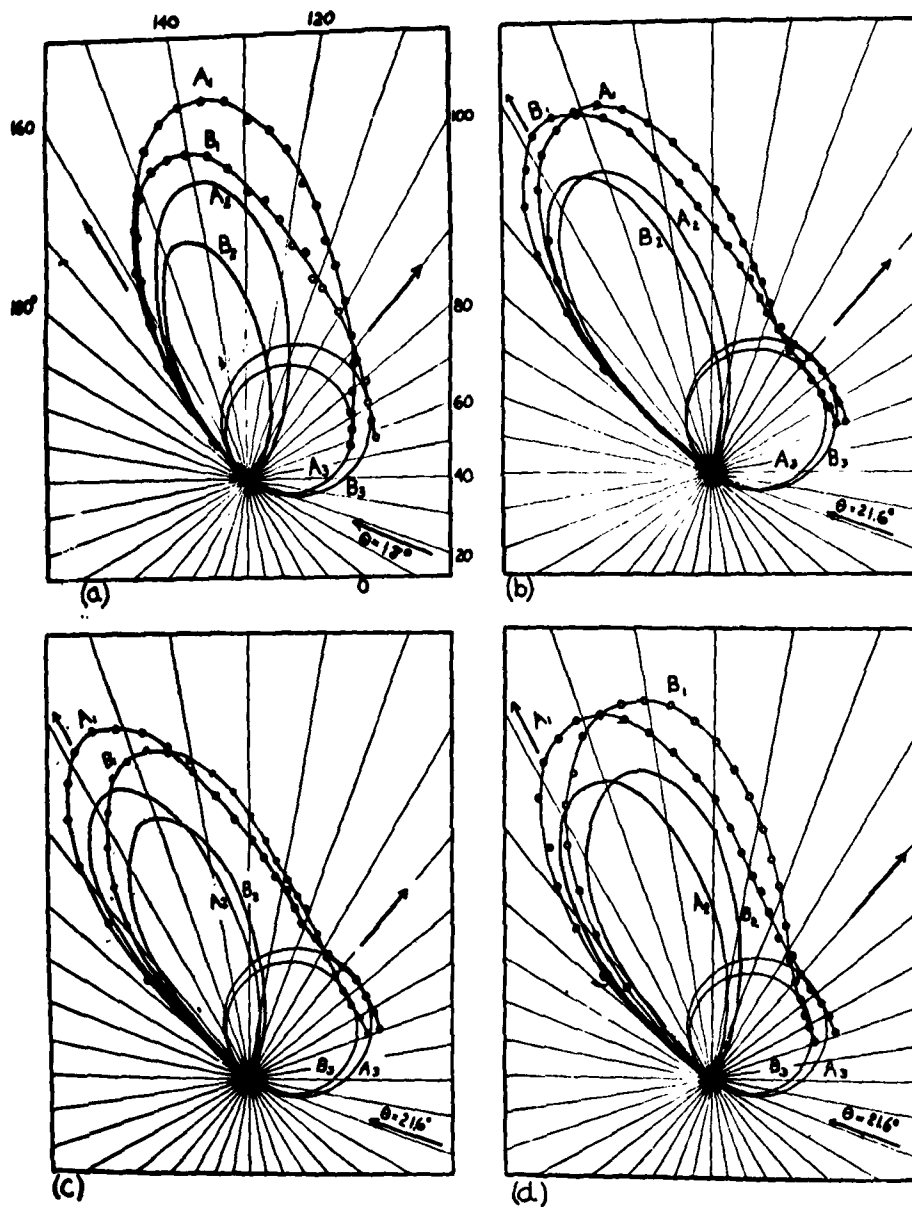 140 120
A₁
160 100
B₁
A₂
B₂
180°
80
60
A₃ B₃
40
20
0
(a)
B₁ A₁
B₂ A₂
A₃ B₃
θ=21.6°
(b)
A₁
B₁
A₂ B₂
B₃ A₃
θ=21.6°
(c)
A₁ B₁
A₂ B₂
B₃ A₃
θ=21.6°
(d)